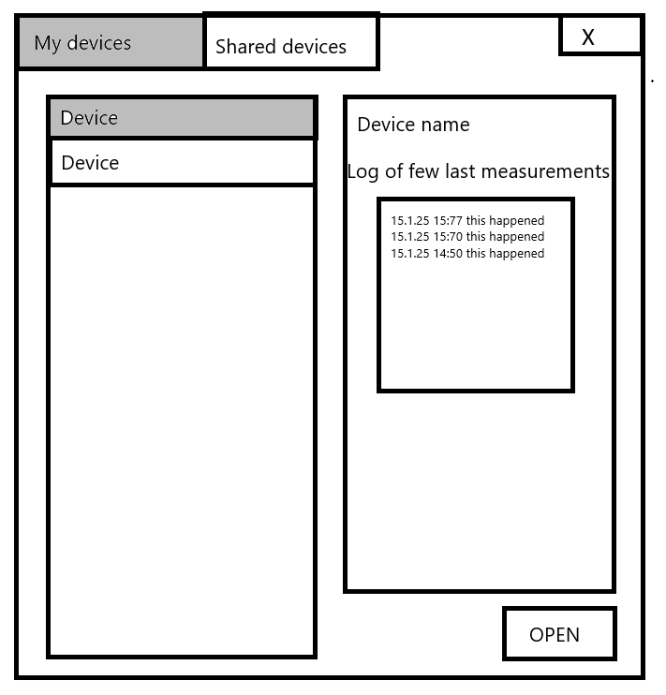 My devices
Shared devices
X
Device
Device
Device name
Log of few last measurements
15.1.25 15:77 this happened
15.1.25 15:70 this happened
15.1.25 14:50 this happened
OPEN